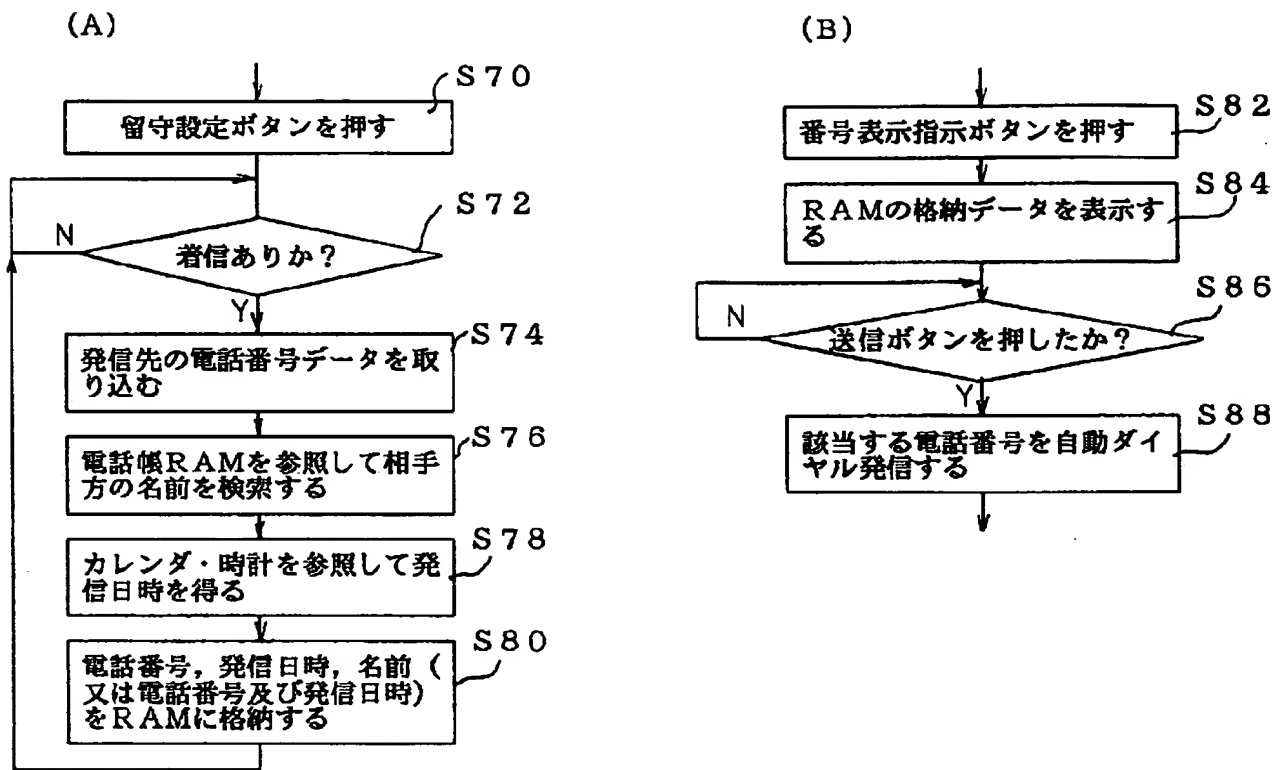 (A)
S70
留守設定ボタンを押す
S72
N
着信ありか?
Y
S74
発信先の電話番号データを取
り込む
S76
電話帳RAMを参照して相手
方の名前を検索する
S78
カレンダ・時計を参照して発
信日時を得る
S80
電話番号,発信日時,名前(
又は電話番号及び発信日時)
をRAMに格納する
(B)
S82
番号表示指示ボタンを押す
S84
RAMの格納データを表示す
る
S86
N
送信ボタンを押したか?
Y
S88
該当する電話番号を自動ダイ
ヤル発信する